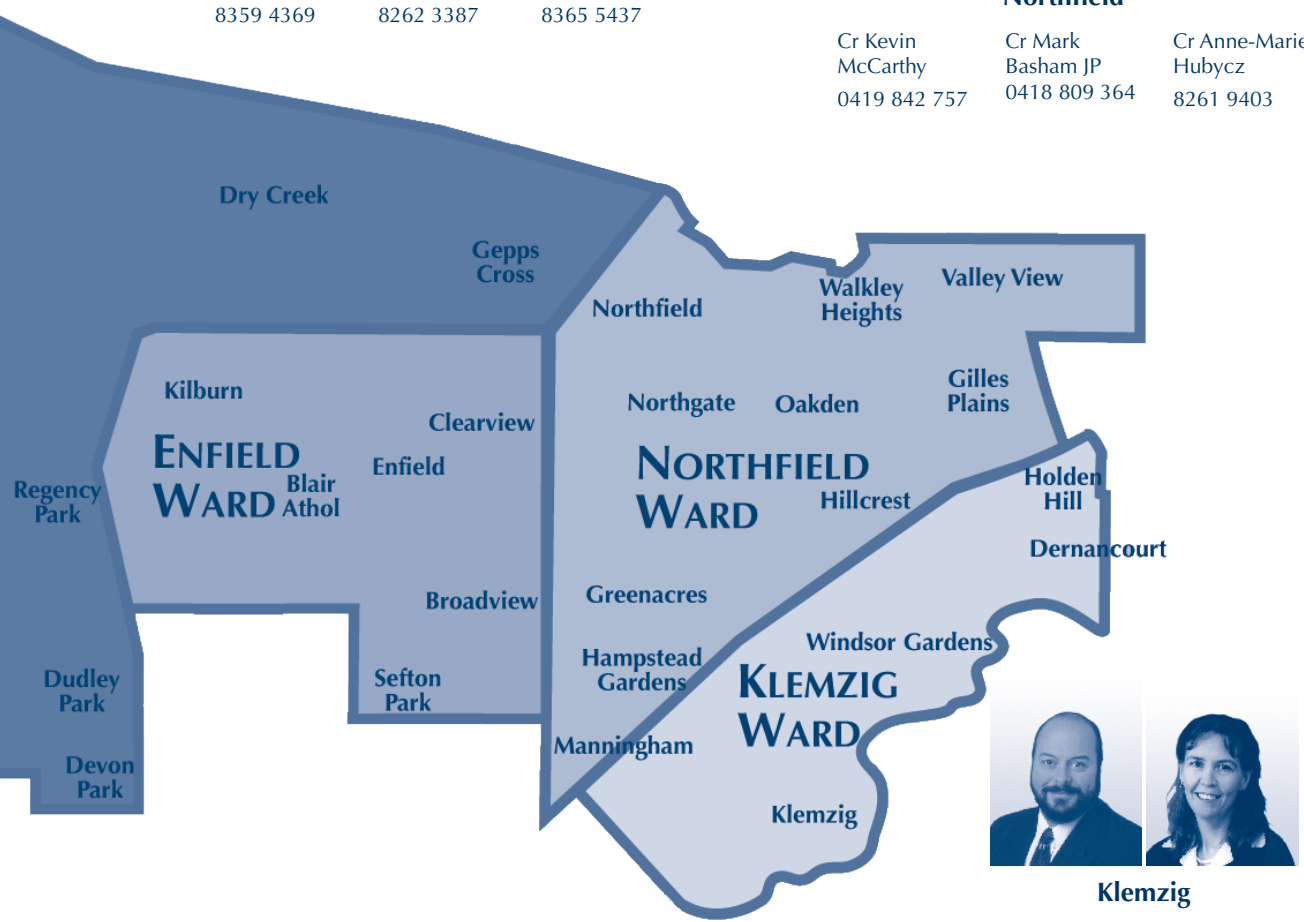 8359 4369 8262 3387 8365 5437
Northfield
Cr Kevin
McCarthy
0419 842 757
Cr Mark
Basham JP
0418 809 364
Cr Anne-Marie
Hubycz
8261 9403
Dry Creek
Gepps
Cross
Northfield
Walkley
Heights
Valley View
Kilburn
Clearview
Northgate
Oakden
Gilles
Plains
ENFIELD
WARD
Blair
Athol
Enfield
NORTHFIELD
WARD
Hillcrest
Holden
Hill
Regency
Park
Dernancourt
Broadview
Greenacres
Windsor Gardens
Dudley
Park
Sefton
Park
Hampstead
Gardens
KLEMZIG
WARD
Manningham
Devon
Park
Klemzig
Klemzig